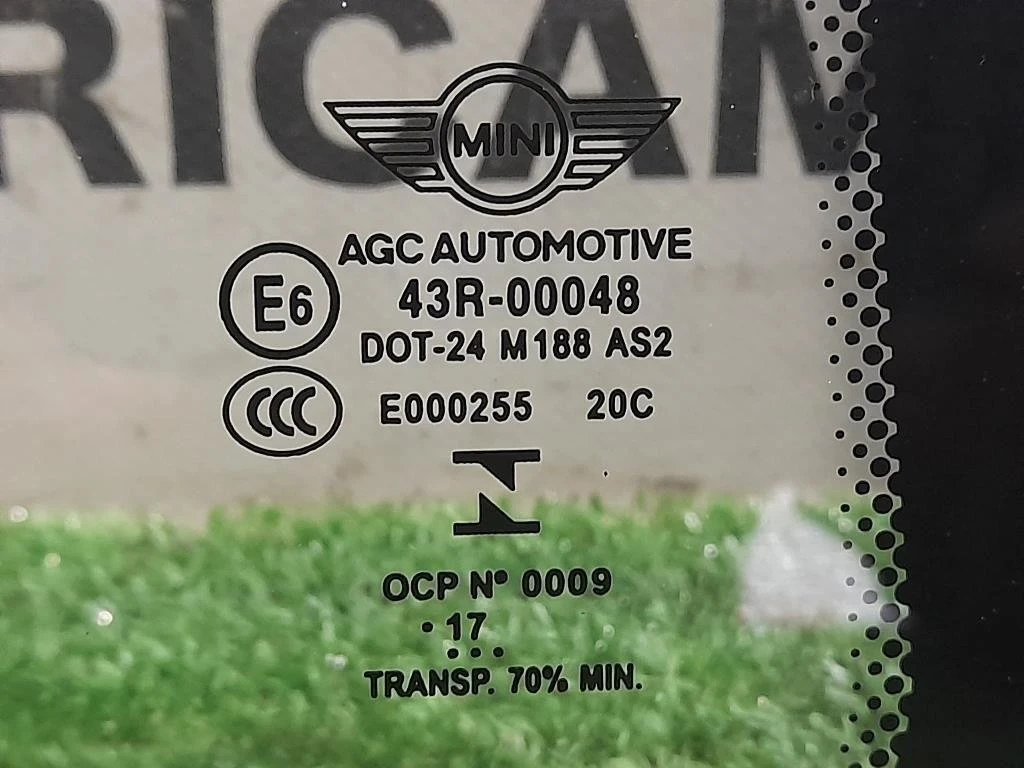 RICAN
MINI
AGC AUTOMOTIVE
E6
43R-00048
DOT-24 M188 AS2
CCC
E000255 20C
OCP Nº 0009
• 17
•••
TRANSP. 70% MIN.